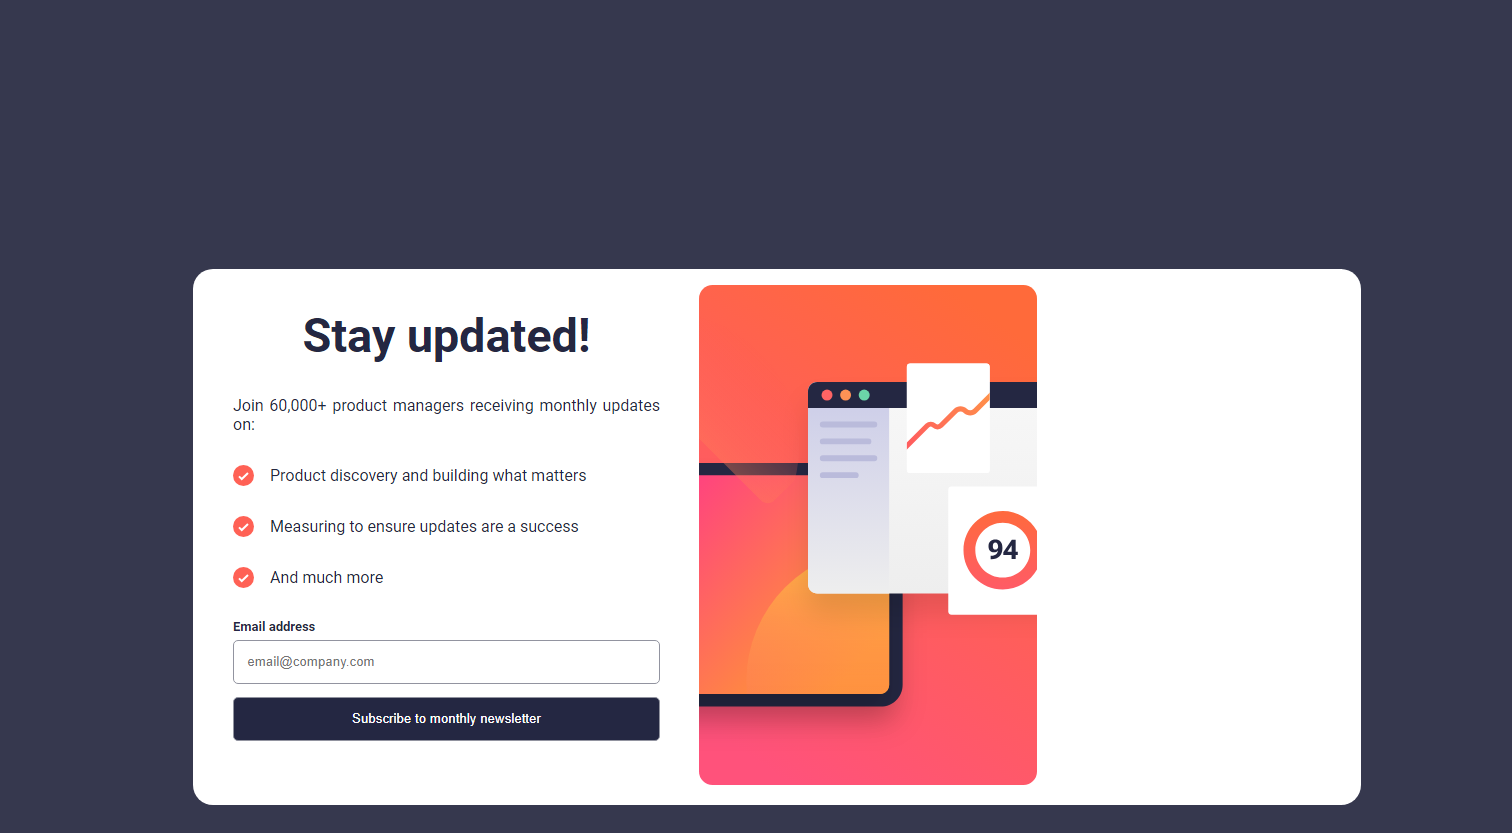 Stay updated!
Join 60,000+ product managers receiving monthly updates
on:
Product discovery and building what matters
Measuring to ensure updates are a success
And much more
Email address
email@company.com
Subscribe to monthly newsletter
94